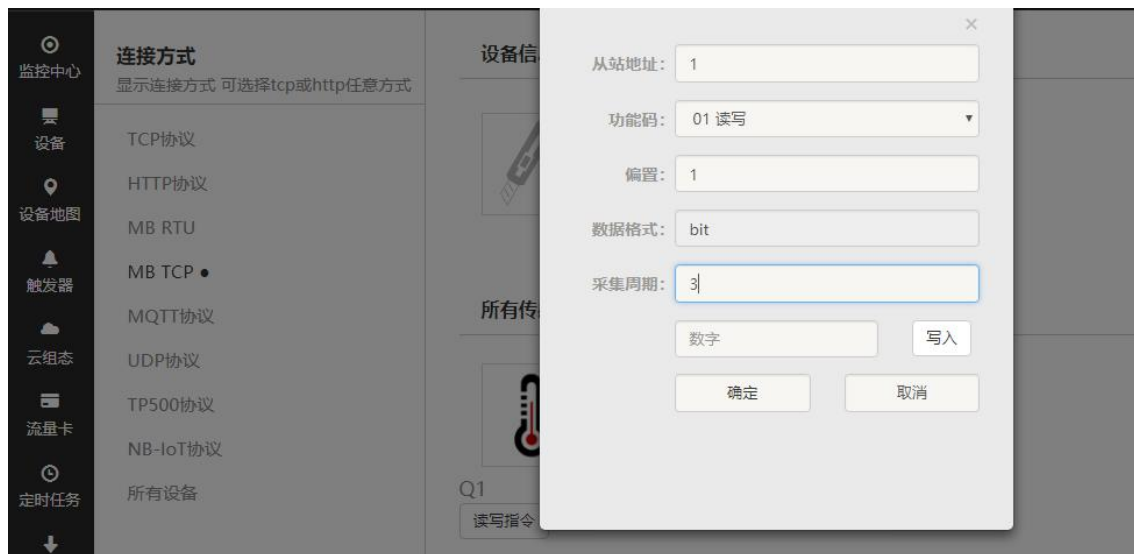 监控中心
设备
设备地图
触发器
云组态
流量卡
定时任务
连接方式
显示连接方式 可选择tcp或http任意方式
TCP协议
HTTP协议
MB RTU
MB TCP ●
MQTT协议
UDP协议
TP500协议
NB-IoT协议
所有设备
设备信
所有传
Q1
读写指令
×
从站地址: 1
功能码: 01 读写
偏置: 1
数据格式: bit
采集周期: 3
数字 写入
确定 取消